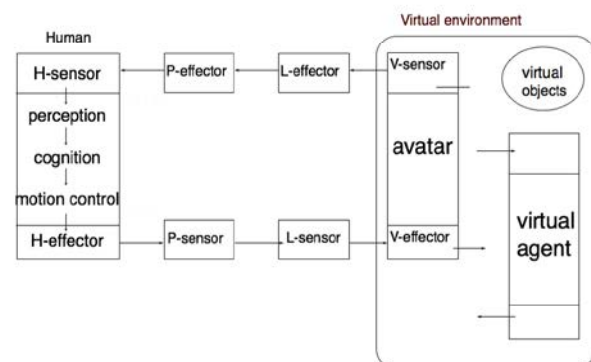 Virtual environment
Human
H-sensor
P-effector
L-effector
V-sensor
virtual
objects
perception
cognition
motion control
avatar
virtual
agent
H-effector
P-sensor
L-sensor
V-effector